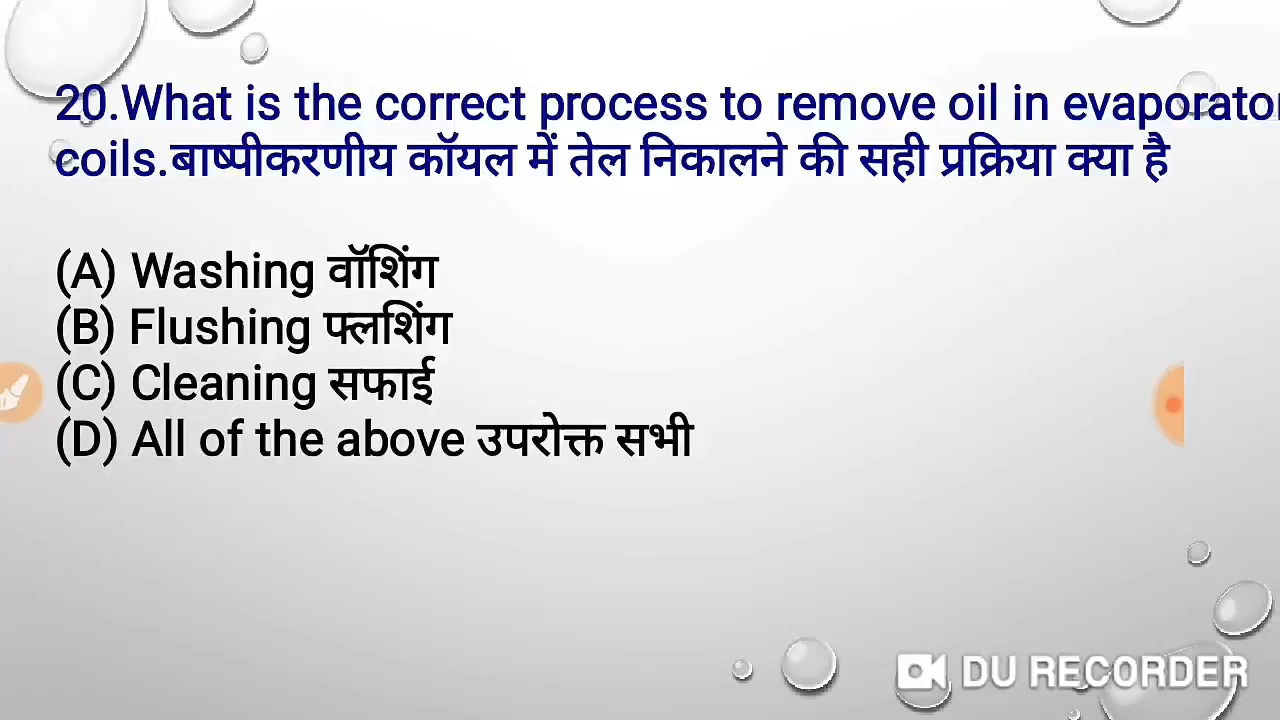 20.What is the correct process to remove oil in evaporator
coils.बाष्पीकरणीय कॉयल में तेल निकालने की सही प्रक्रिया क्या है
(A) Washing वॉशिंग
(B) Flushing फ्लशिंग
(C) Cleaning सफाई
(D) All of the above उपरोक्त सभी
DU RECORDER